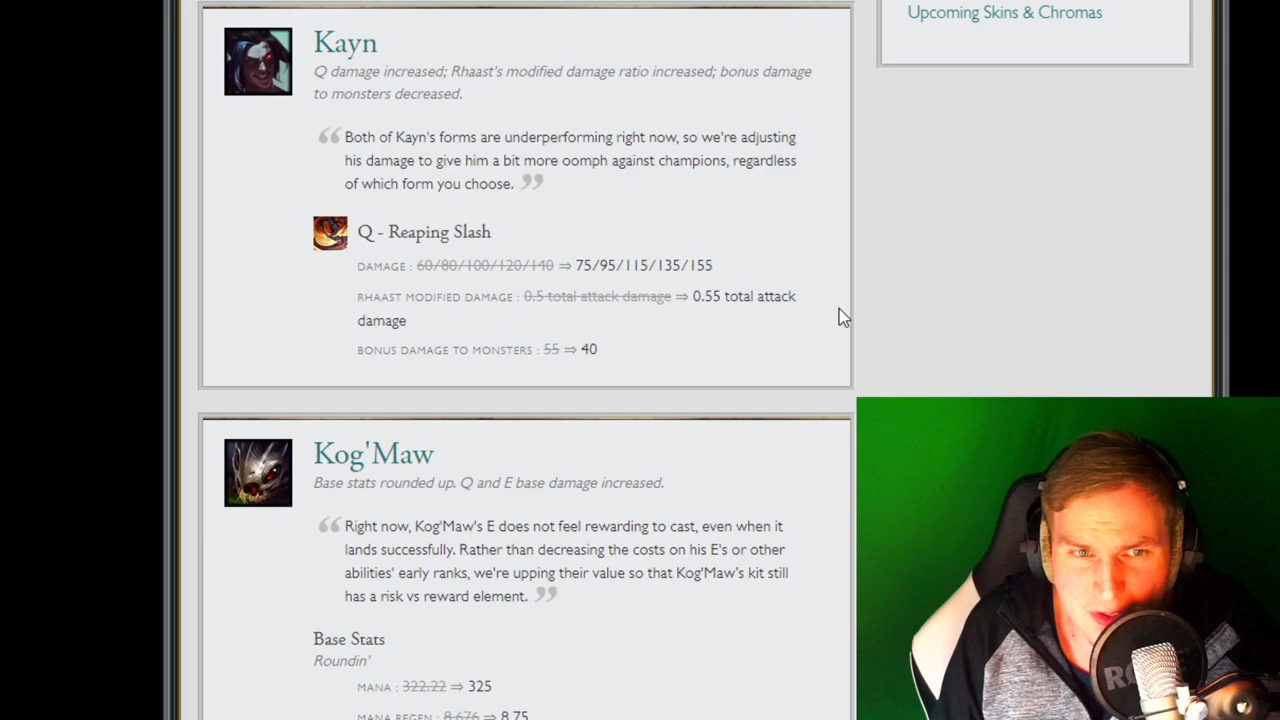 Upcoming Skins & Chromas
Kayn
Q damage increased; Rhaast's modified damage ratio increased; bonus damage
to monsters decreased.
“ Both of Kayn's forms are underperforming right now, so we're adjusting
his damage to give him a bit more oomph against champions, regardless
of which form you choose. ”
Q - Reaping Slash
DAMAGE : 60/80/100/120/140 ⇒ 75/95/115/135/155
RHAAST MODIFIED DAMAGE : 0.5 total attack damage ⇒ 0.55 total attack
damage
BONUS DAMAGE TO MONSTERS : 55 ⇒ 40
Kog'Maw
Base stats rounded up. Q and E base damage increased.
“ Right now, Kog'Maw's E does not feel rewarding to cast, even when it
lands successfully. Rather than decreasing the costs on his E's or other
abilities' early ranks, we're upping their value so that Kog'Maw's kit still
has a risk vs reward element. ”
Base Stats
Roundin'
MANA : 322.22 ⇒ 325
MANA REGEN : 8.676 ⇒ 8.75